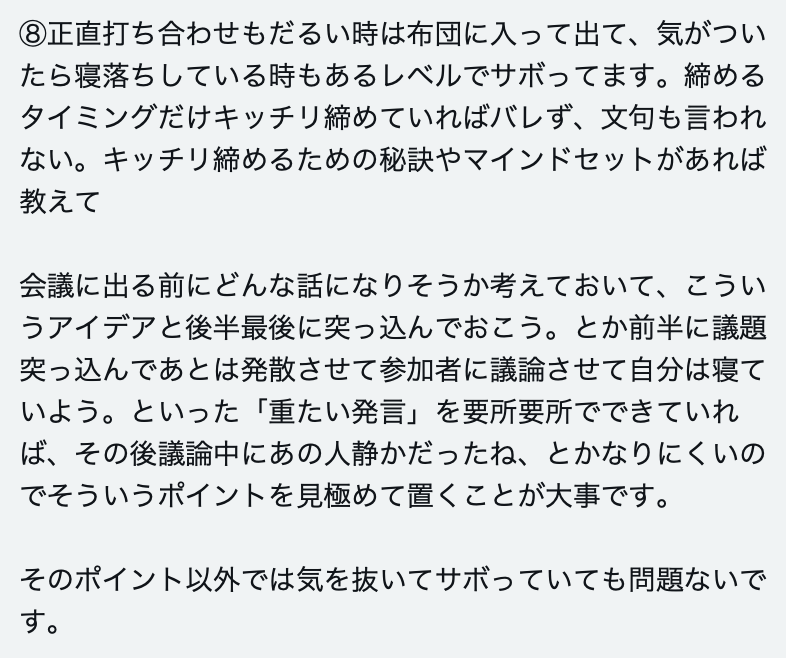 ⑧正直打ち合わせもだるい時は布団に入って出て、気がつい
たら寝落ちしている時もあるレベルでサボってます。締める
タイミングだけキッチリ締めていればバレず、文句も言われ
ない。キッチリ締めるための秘訣やマインドセットがあれば
教えて
会議に出る前にどんな話になりそうか考えておいて、こうい
うアイデアと後半最後に突っ込んでおこう。とか前半に議題
突っ込んであとは発散させて参加者に議論させて自分は寝て
いよう。といった「重たい発言」を要所要所でできていれ
ば、その後議論中にあの人静かだったね、とかなりにくいの
でそういうポイントを見極めて置くことが大事です。
そのポイント以外では気を抜いてサボっていても問題ないで
す。